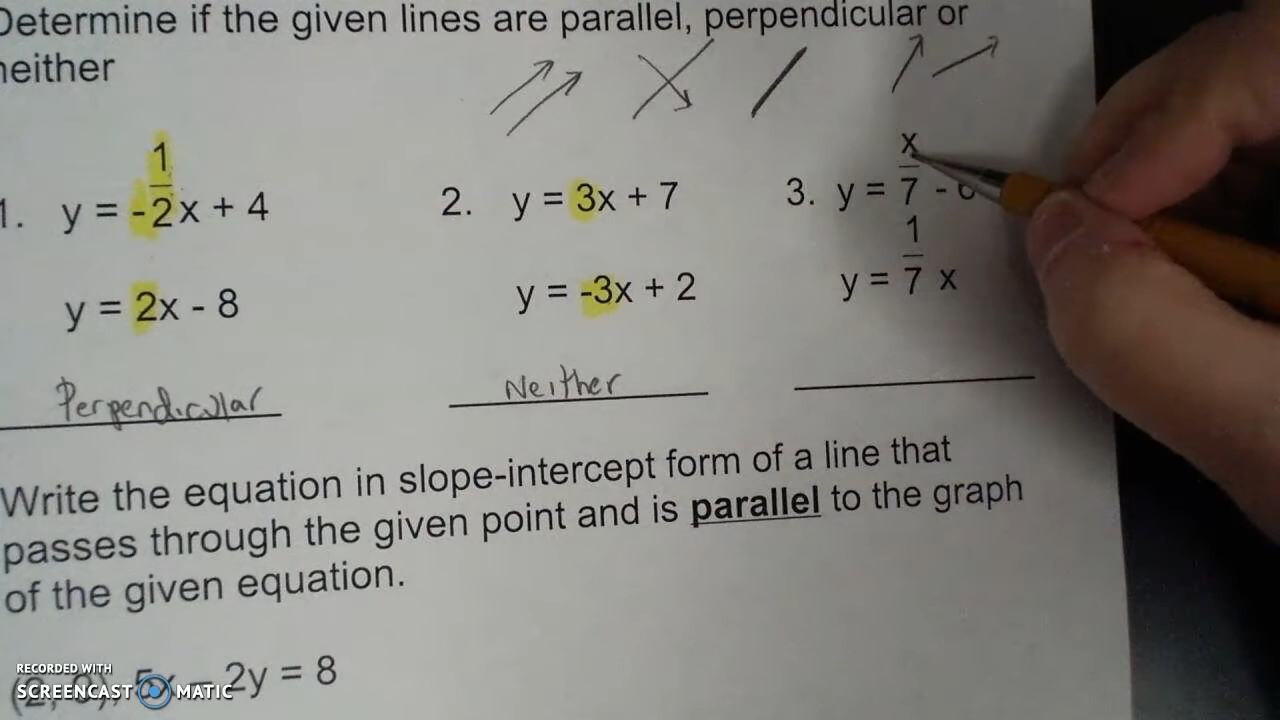 Determine if the given lines are parallel, perpendicular or
neither
1. y = -1/2 x + 4
2. y = 3x + 7
3. y = x/7 -
y = 2x - 8
y = -3x + 2
y = 1/7 x
Perpendicular
Neither
Write the equation in slope-intercept form of a line that
passes through the given point and is parallel to the graph
of the given equation.
2y = 8
RECORDED WITH
SCREENCAST MATIC